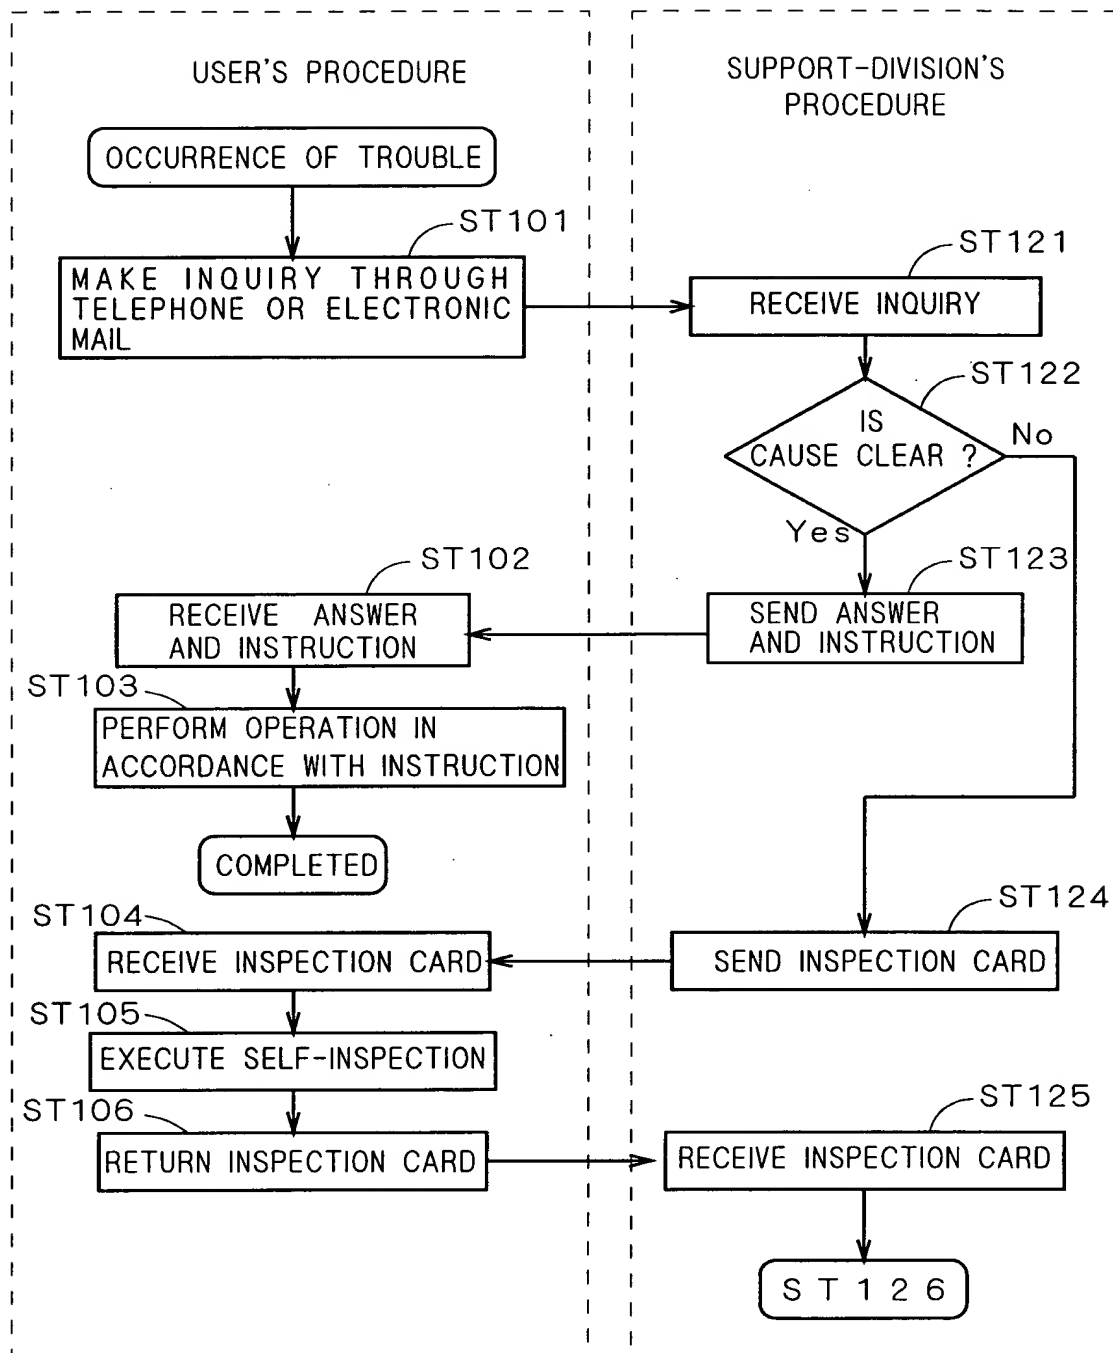 USER'S PROCEDURE
SUPPORT-DIVISION'S
PROCEDURE
OCCURRENCE OF TROUBLE
ST101
MAKE INQUIRY THROUGH
TELEPHONE OR ELECTRONIC
MAIL
ST121
RECEIVE INQUIRY
ST122
IS
CAUSE CLEAR ?
No
Yes
ST102
RECEIVE ANSWER
AND INSTRUCTION
ST123
SEND ANSWER
AND INSTRUCTION
ST103
PERFORM OPERATION IN
ACCORDANCE WITH INSTRUCTION
COMPLETED
ST104
RECEIVE INSPECTION CARD
ST124
SEND INSPECTION CARD
ST105
EXECUTE SELF-INSPECTION
ST106
RETURN INSPECTION CARD
ST125
RECEIVE INSPECTION CARD
ST126